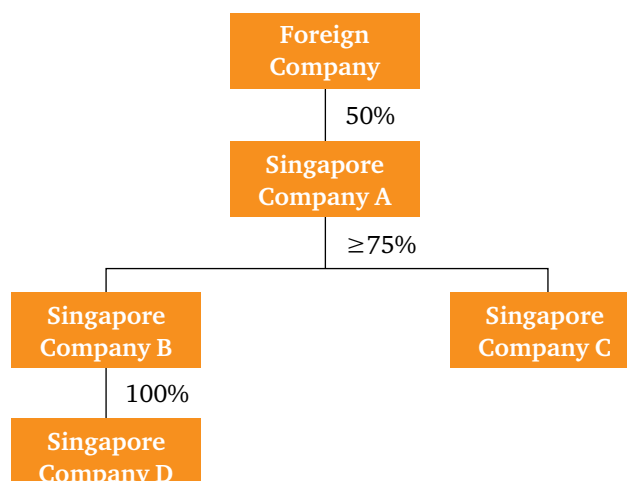 Foreign
Company
50%
Singapore
Company A
≥75%
Singapore
Company B
Singapore
Company C
100%
Singapore
Company D